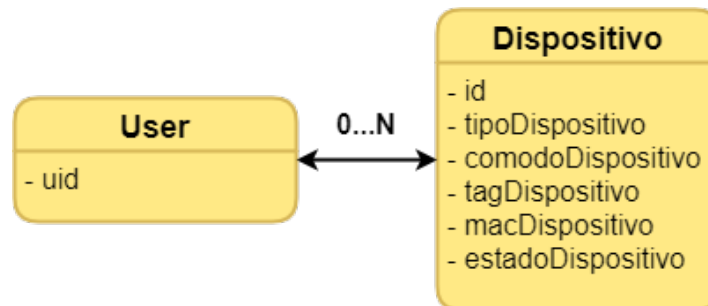 User
- uid
0...N
Dispositivo
- id
- tipoDispositivo
- comodoDispositivo
- tagDispositivo
- macDispositivo
- estadoDispositivo